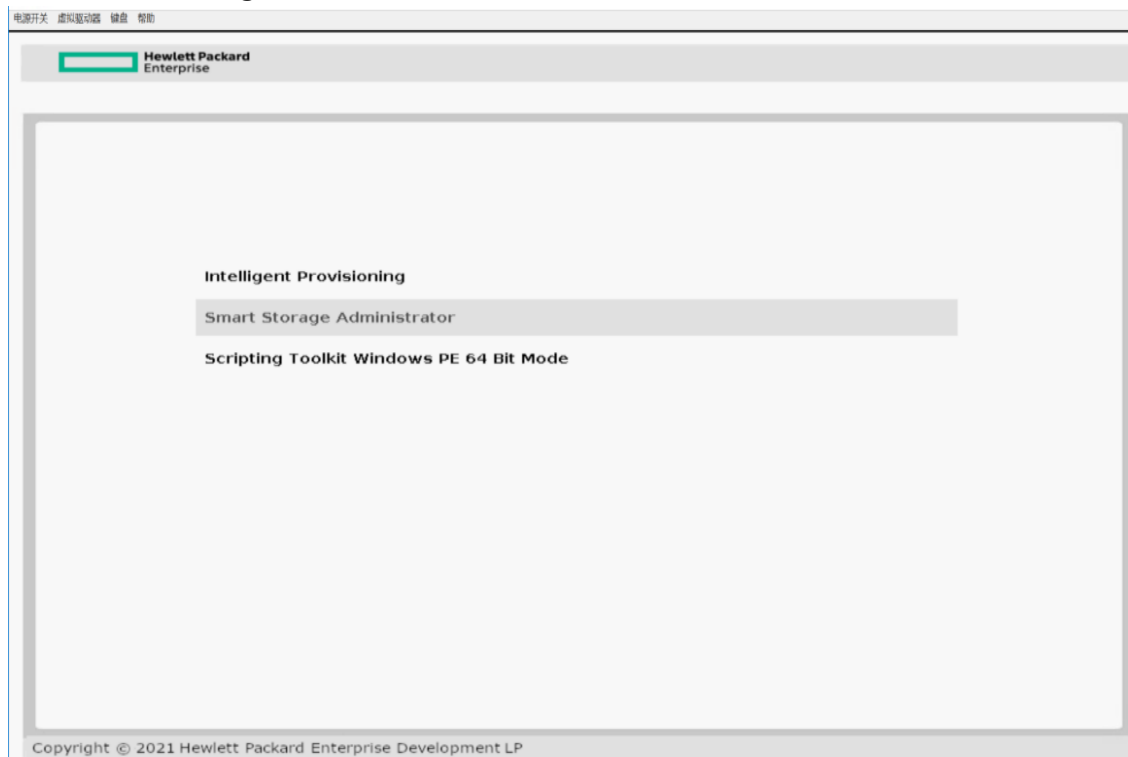 电源开关 虚拟驱动器 键盘 帮助
Hewlett Packard
Enterprise
Intelligent Provisioning
Smart Storage Administrator
Scripting Toolkit Windows PE 64 Bit Mode
Copyright © 2021 Hewlett Packard Enterprise Development LP